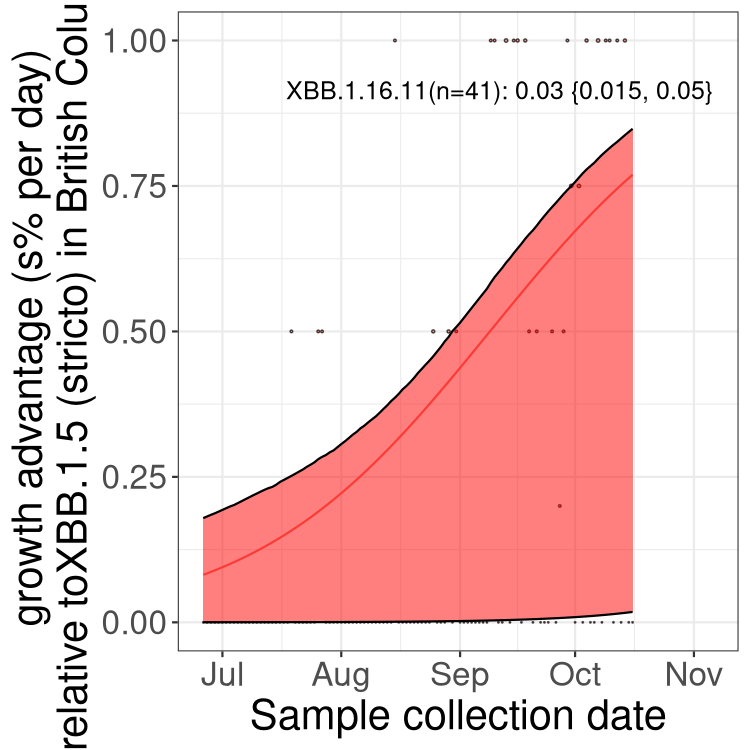 growth advantage (s% per day)
relative toXBB.1.5 (stricto) in British Colu
1.00
0.75
0.50
0.25
0.00
XBB.1.16.11(n=41): 0.03 {0.015, 0.05}
Jul Aug Sep Oct Nov
Sample collection date